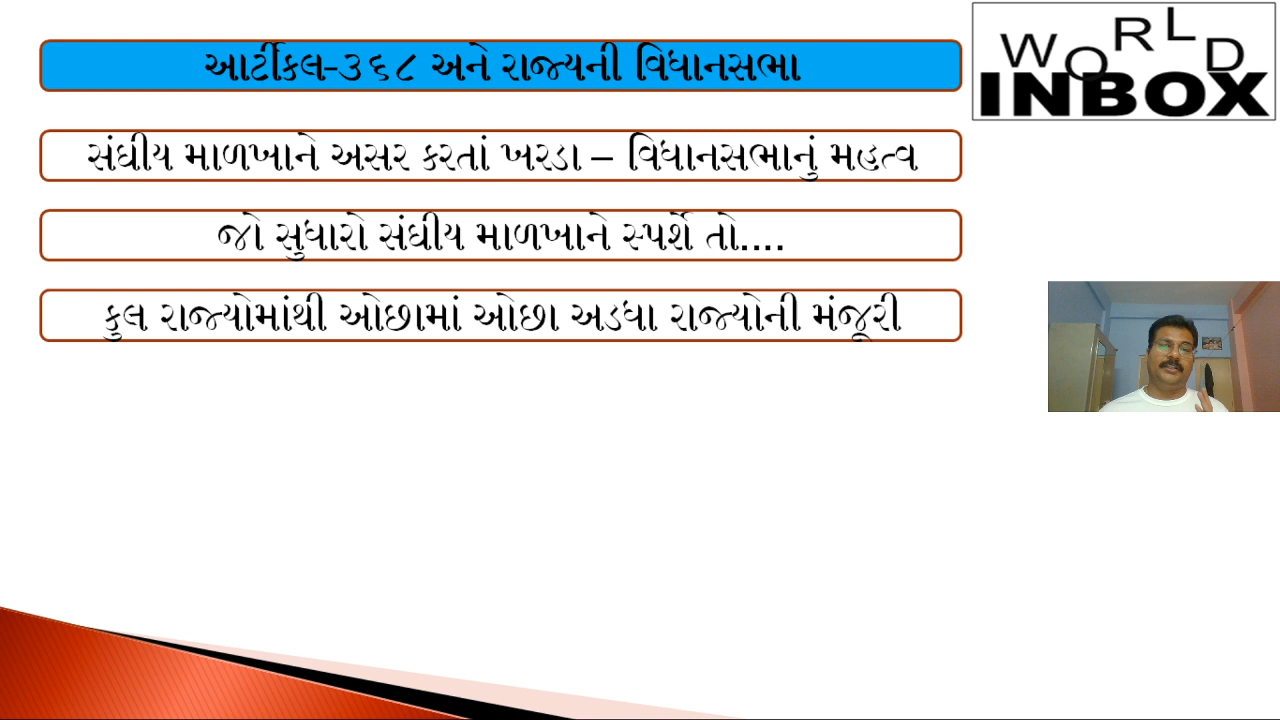 આર્ટીકલ-૩૬૮ અને રાજ્યની વિધાનસભા
WORLD
INBOX
સંઘીય માળખાને અસર કરતાં ખરડા – વિધાનસભાનું મહત્વ
જો સુધારો સંઘીય માળખાને સ્પર્શે તો....
કુલ રાજ્યોમાંથી ઓછામાં ઓછા અડધા રાજ્યોની મંજૂરી